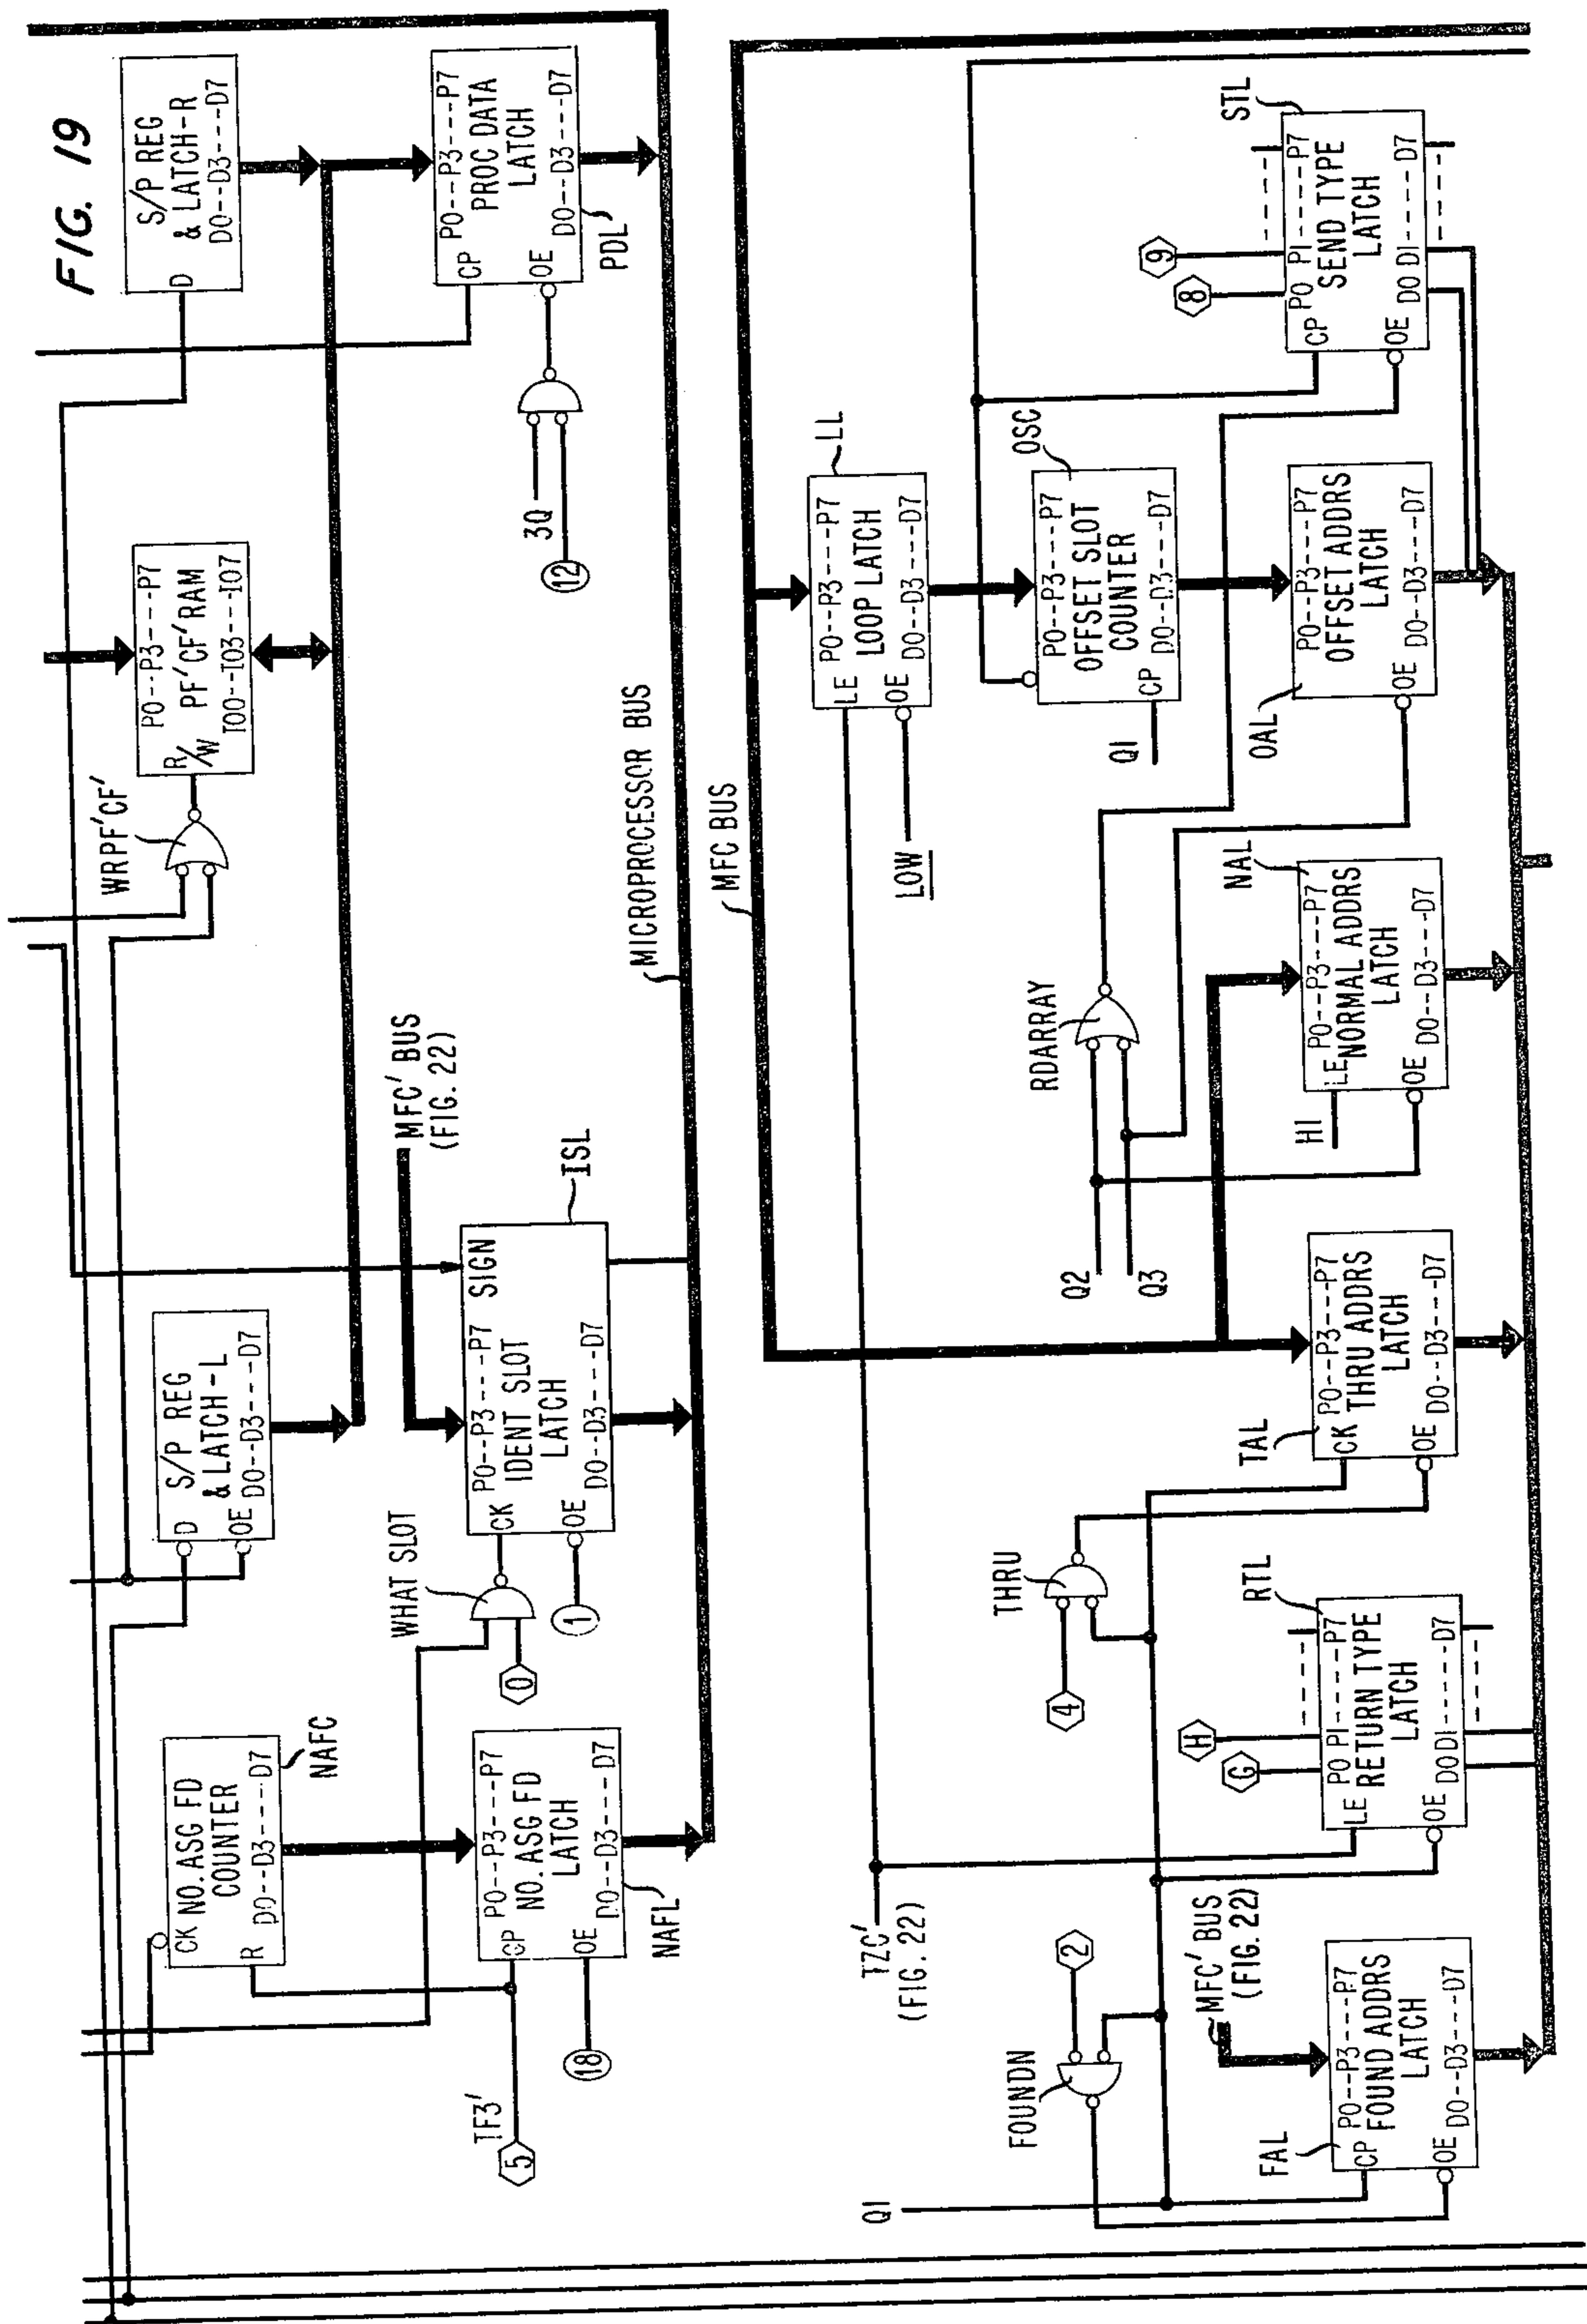 FIG. 19
S/P REG
& LATCH-R
D
D0--D3---D7
P0--P3---P7
CP
PROC DATA
LATCH
OE
D0--D3---D7
PDL
3Q
12
WRPF'CF'
P0--P3----P7
R/W
PF'CF'RAM
I00--I03---I07
MICROPROCESSOR BUS
S/P REG
& LATCH-L
D
OE
D0--D3---D7
MFC' BUS
(FIG. 22)
ISL
SIGN
P0--P3---P7
IDENT SLOT
LATCH
CK
OE
D0--D3---D7
WHAT SLOT
0
1
NAFC
CK
NO. ASG FD
COUNTER
R
D0--D3----D7
P0--P3----P7
CP
NO. ASG FD
LATCH
OE
D0--D3---D7
NAFL
TF3'
5
18
MFC BUS
LL
P0--P3----P7
LE
LOOP LATCH
OE
D0--D3---D7
LOW
OSC
P0--P3---P7
OFFSET SLOT
COUNTER
CP
D0--D3---D7
Q1
OAL
P0--P3---P7
OFFSET ADDRS
LATCH
OE
D0--D3---D7
STL
8
9
CP
P0
P1-----P7
SEND TYPE
LATCH
OE
D0
D1-----D7
RDARRAY
Q2
Q3
NAL
HI
LE
P0--P3---P7
NORMAL ADDRS
LATCH
OE
D0--D3---D7
TAL
CK
P0--P3---P7
THRU ADDRS
LATCH
OE
D0--D3---D7
THRU
4
RTL
G
H
LE
P0
P1-----P7
RETURN TYPE
LATCH
OE
D0
D1-----D7
TZC'
(FIG. 22)
2
FOUNDN
MFC' BUS
(FIG. 22)
Q1
FAL
CP
P0---P3----P7
FOUND ADDRS
LATCH
OE
D0--D3---D7